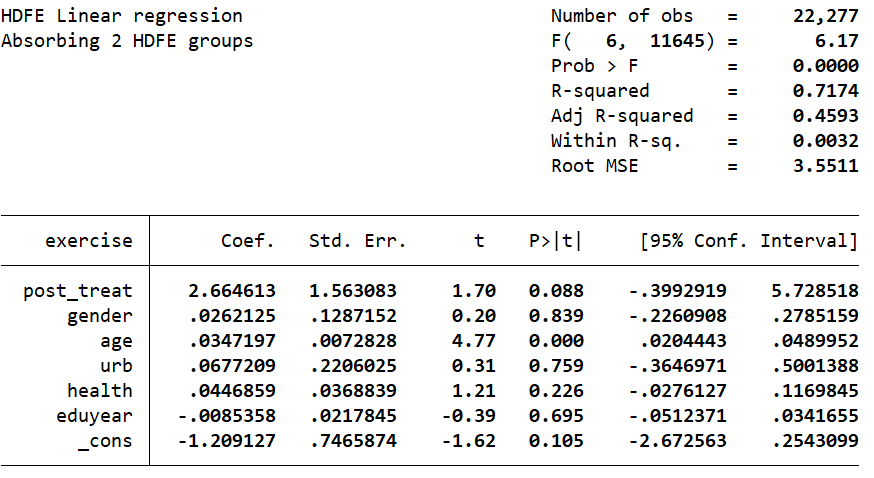 HDFE Linear regression Number of obs = 22,277
Absorbing 2 HDFE groups F( 6, 11645) = 6.17
Prob > F = 0.0000
R-squared = 0.7174
Adj R-squared = 0.4593
Within R-sq. = 0.0032
Root MSE = 3.5511
exercise Coef. Std. Err. t P>|t| [95% Conf. Interval]
post_treat 2.664613 1.563083 1.70 0.088 -.3992919 5.728518
gender .0262125 .1287152 0.20 0.839 -.2260908 .2785159
age .0347197 .0072828 4.77 0.000 .0204443 .0489952
urb .0677209 .2206025 0.31 0.759 -.3646971 .5001388
health .0446859 .0368839 1.21 0.226 -.0276127 .1169845
eduyear -.0085358 .0217845 -0.39 0.695 -.0512371 .0341655
_cons -1.209127 .7465874 -1.62 0.105 -2.672563 .2543099